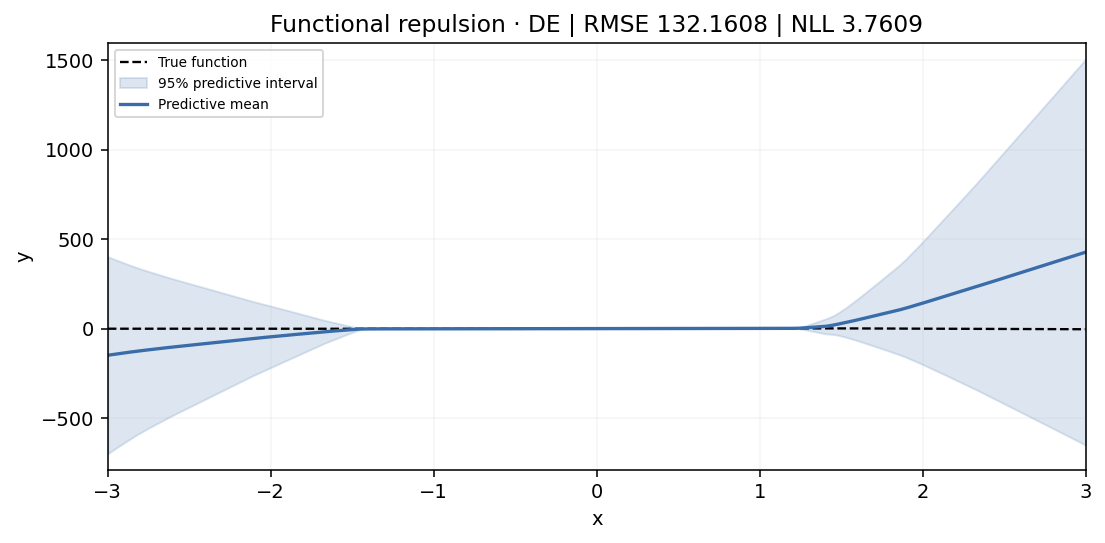 Functional repulsion · DE | RMSE 132.1608 | NLL 3.7609
True function
95% predictive interval
Predictive mean
1500
1000
500
0
−500
y
−3
−2
−1
0
1
2
3
x